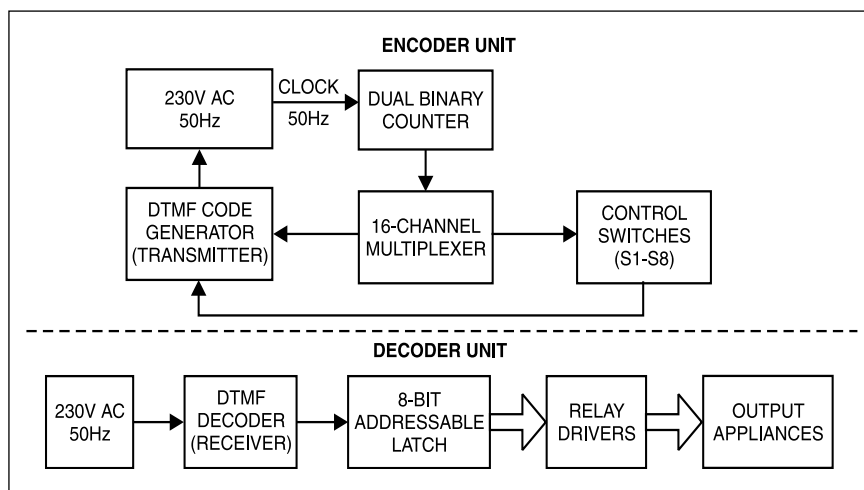 ENCODER UNIT
230V AC
50Hz
CLOCK
50Hz
DUAL BINARY
COUNTER
DTMF CODE
GENERATOR
(TRANSMITTER)
16-CHANNEL
MULTIPLEXER
CONTROL
SWITCHES
(S1-S8)
DECODER UNIT
230V AC
50Hz
DTMF
DECODER
(RECEIVER)
8-BIT
ADDRESSABLE
LATCH
RELAY
DRIVERS
OUTPUT
APPLIANCES